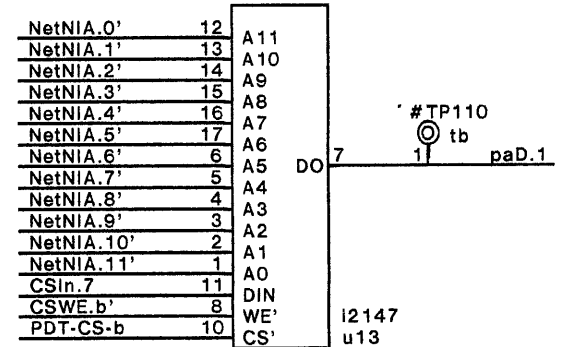 NetNIA.0' 12 A11
NetNIA.1' 13 A10
NetNIA.2' 14 A9
NetNIA.3' 15 A8
NetNIA.4' 16 A7
NetNIA.5' 17 A6
NetNIA.6' 6 A5 DO 7 1 paD.1
NetNIA.7' 5 A4
NetNIA.8' 4 A3
NetNIA.9' 3 A2
NetNIA.10' 2 A1
NetNIA.11' 1 A0
CSIn.7 11 DIN
CSWE.b' 8 WE'
PDT-CS-b 10 CS'
#TP110
tb
i2147
u13